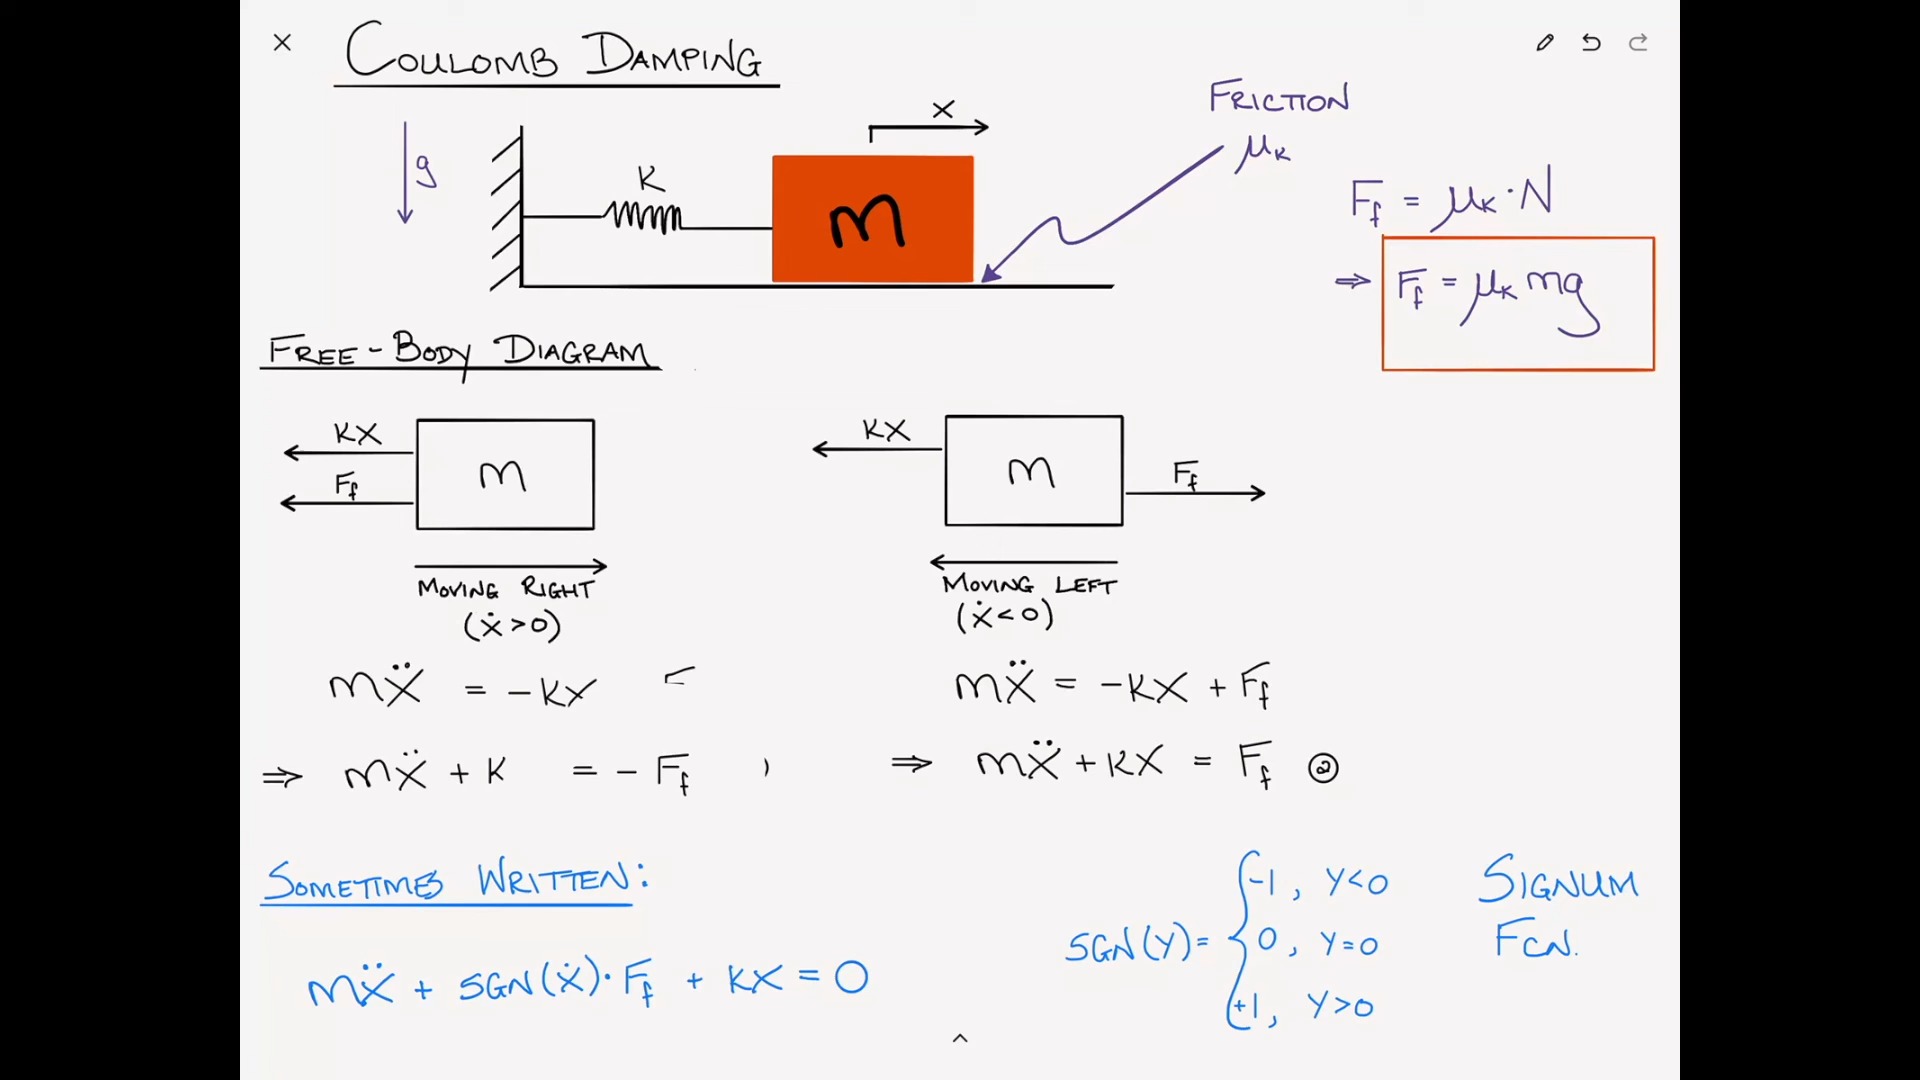 COULOMB DAMPING
x
FRICTION
μk
g
K
m
Ff = μk · N
⇒ Ff = μk mg
FREE-BODY DIAGRAM
KX
Ff
m
MOVING RIGHT
(ẋ > 0)
KX
m
Ff
MOVING LEFT
(ẋ < 0)
mẍ = -KX
mẍ = -KX + Ff
⇒ mẍ + K = - Ff
⇒ mẍ + KX = Ff ②
SOMETIMES WRITTEN:
mẍ + SGN(ẋ)· Ff + KX = 0
SGN(Y) = { -1, Y<0
0, Y=0
+1, Y>0
SIGNUM
FCN.